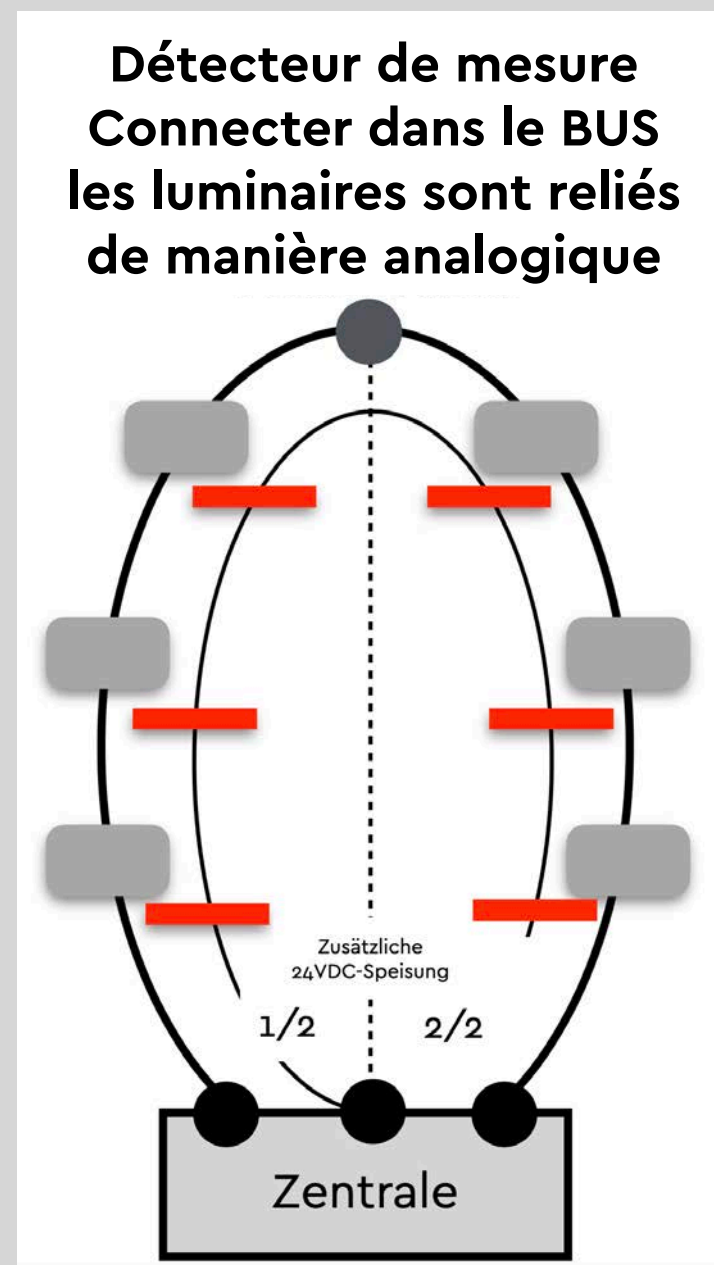 Détecteur de mesure
Connecter dans le BUS
les luminaires sont reliés
de manière analogique
Zusätzliche
24VDC-Speisung
1/2 2/2
Zentrale